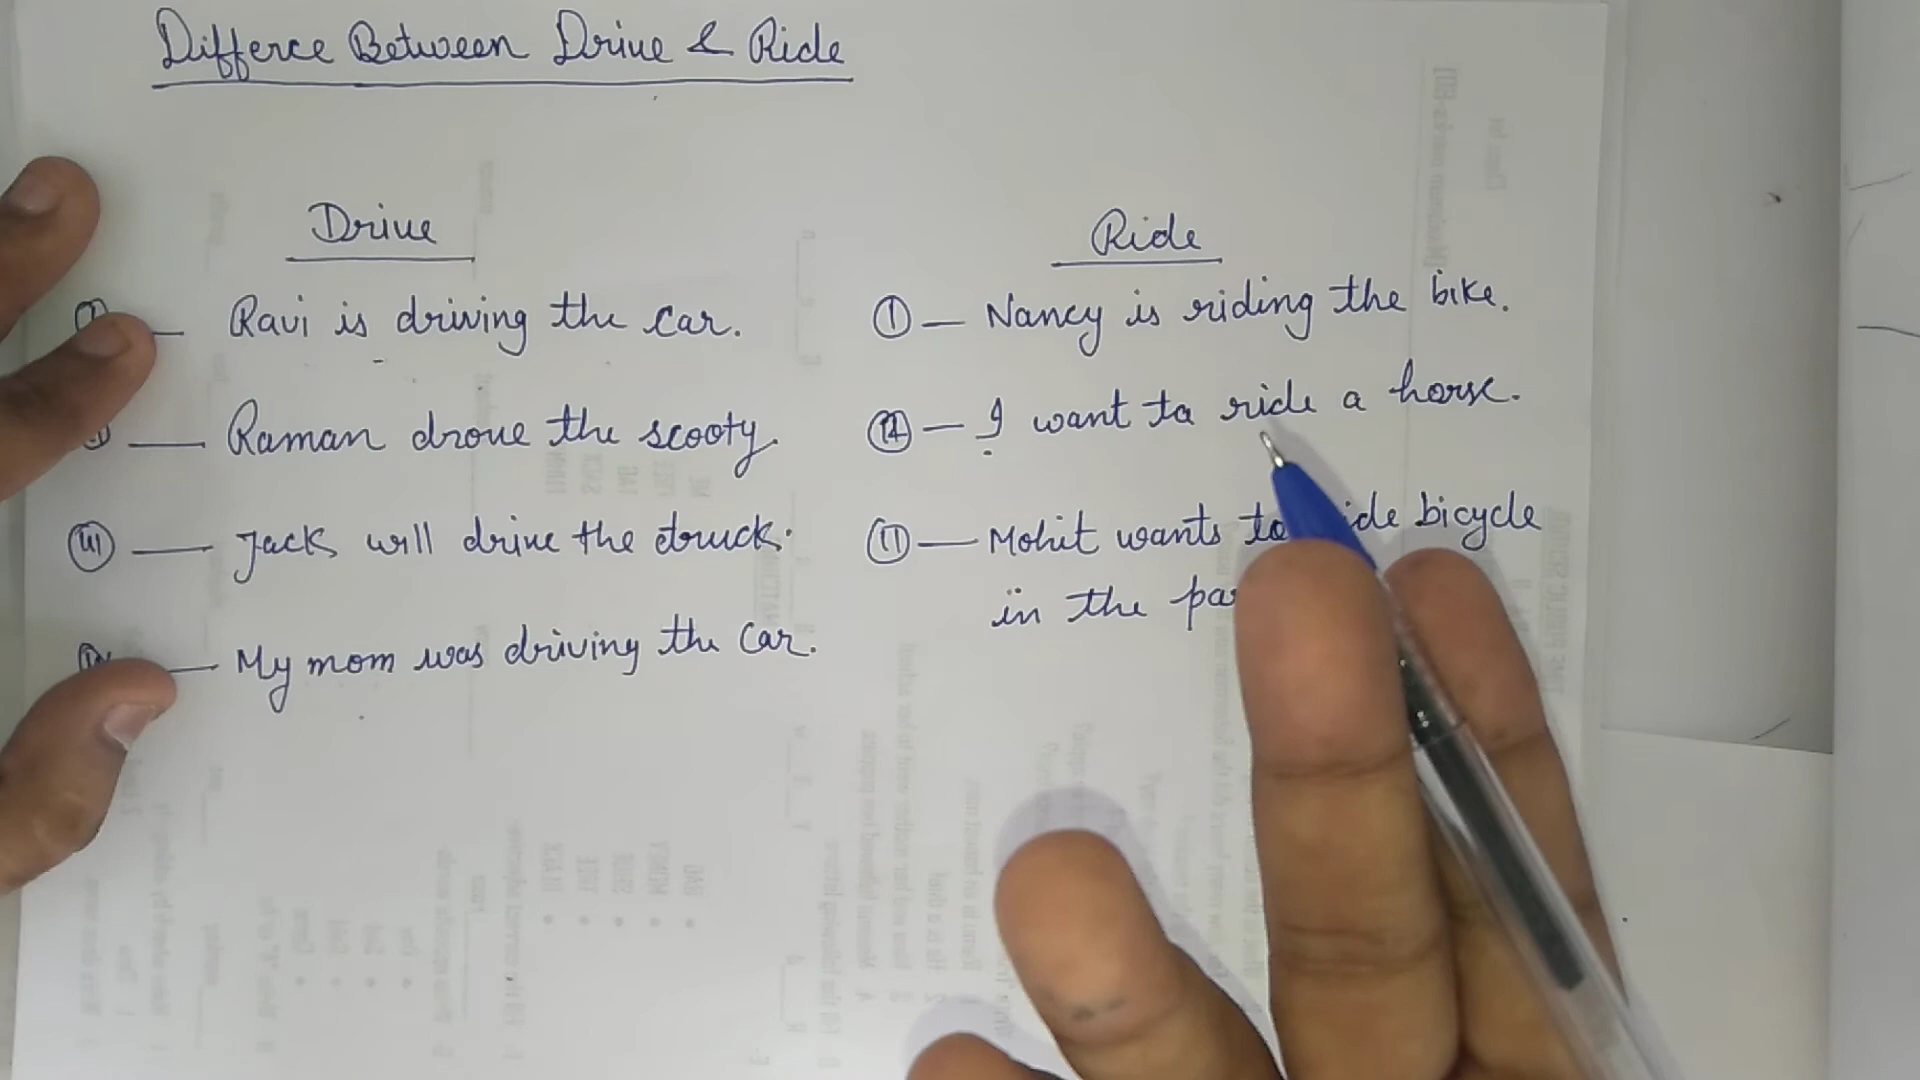 Differce Between Drive & Ride
Drive
— Ravi is driving the car.
— Raman drove the scooty.
(III) — Jack will drive the truck.
— My mom was driving the car.
Ride
(I) — Nancy is riding the bike.
— I want to ride a horse.
— Mohit wants to bicycle
in the